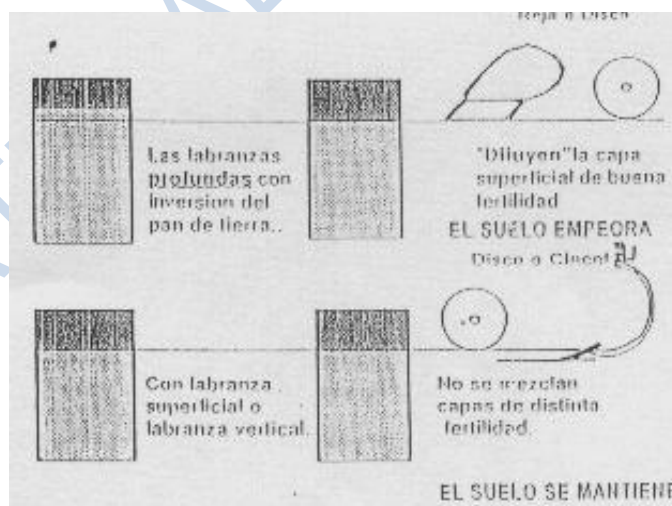 Reja o Disco
Las labranzas
profundas con
inversion del
pan de tierra..
"Diluyen" la capa
superficial de buena
fertilidad
EL SUELO EMPEORA
Disco o Cincel
Con labranza
superficial o
labranza vertical.
No se mezclan
capas de distinta
fertilidad.
EL SUELO SE MANTIENE